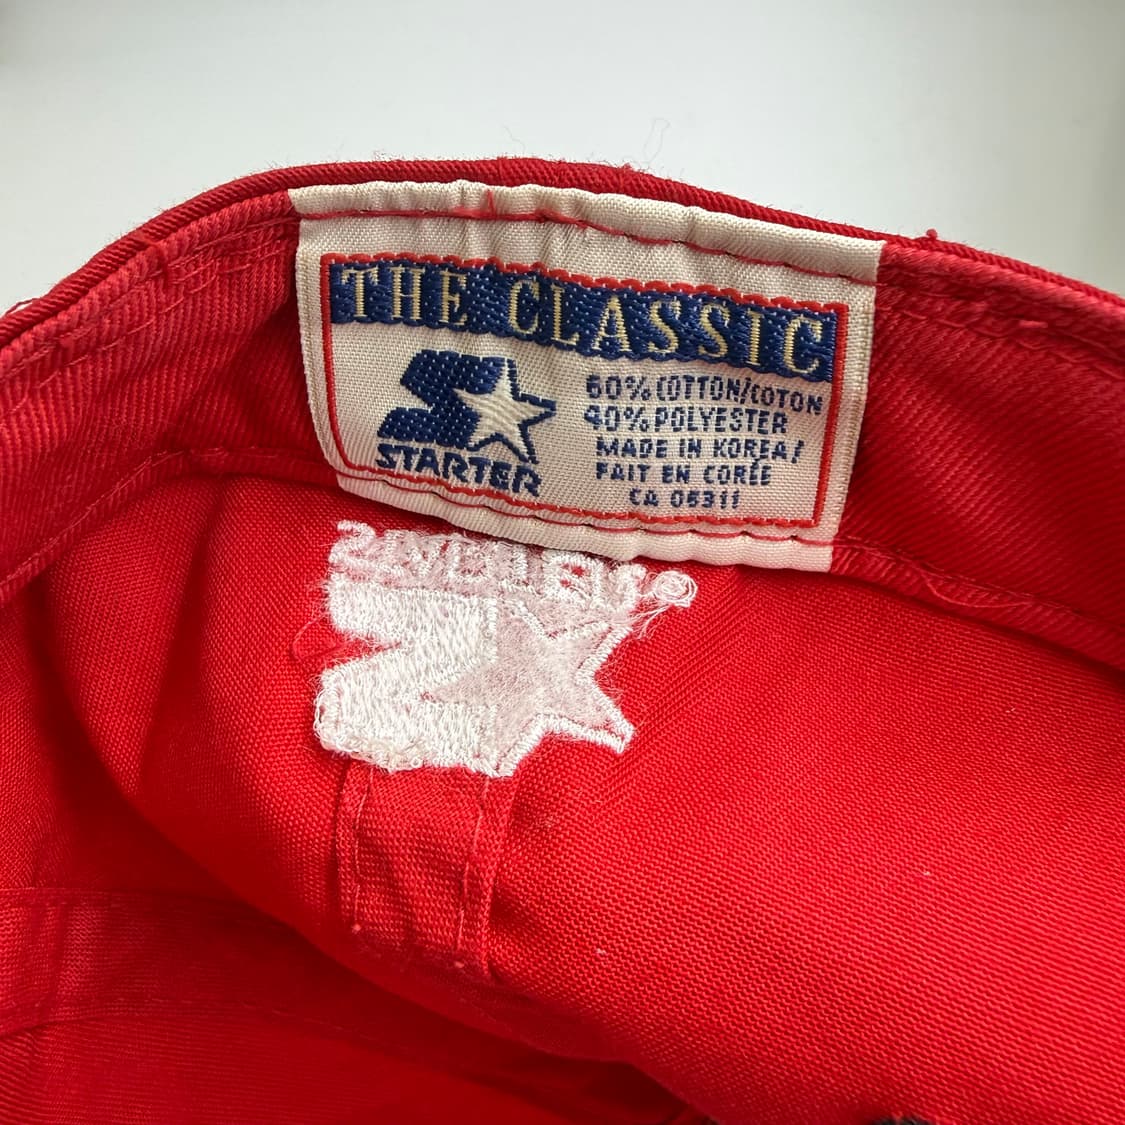 THE CLASSIC
STARTER
60% COTTON/COTON
40% POLYESTER
MADE IN KOREA/
FAIT EN CORÉE
CA 05311